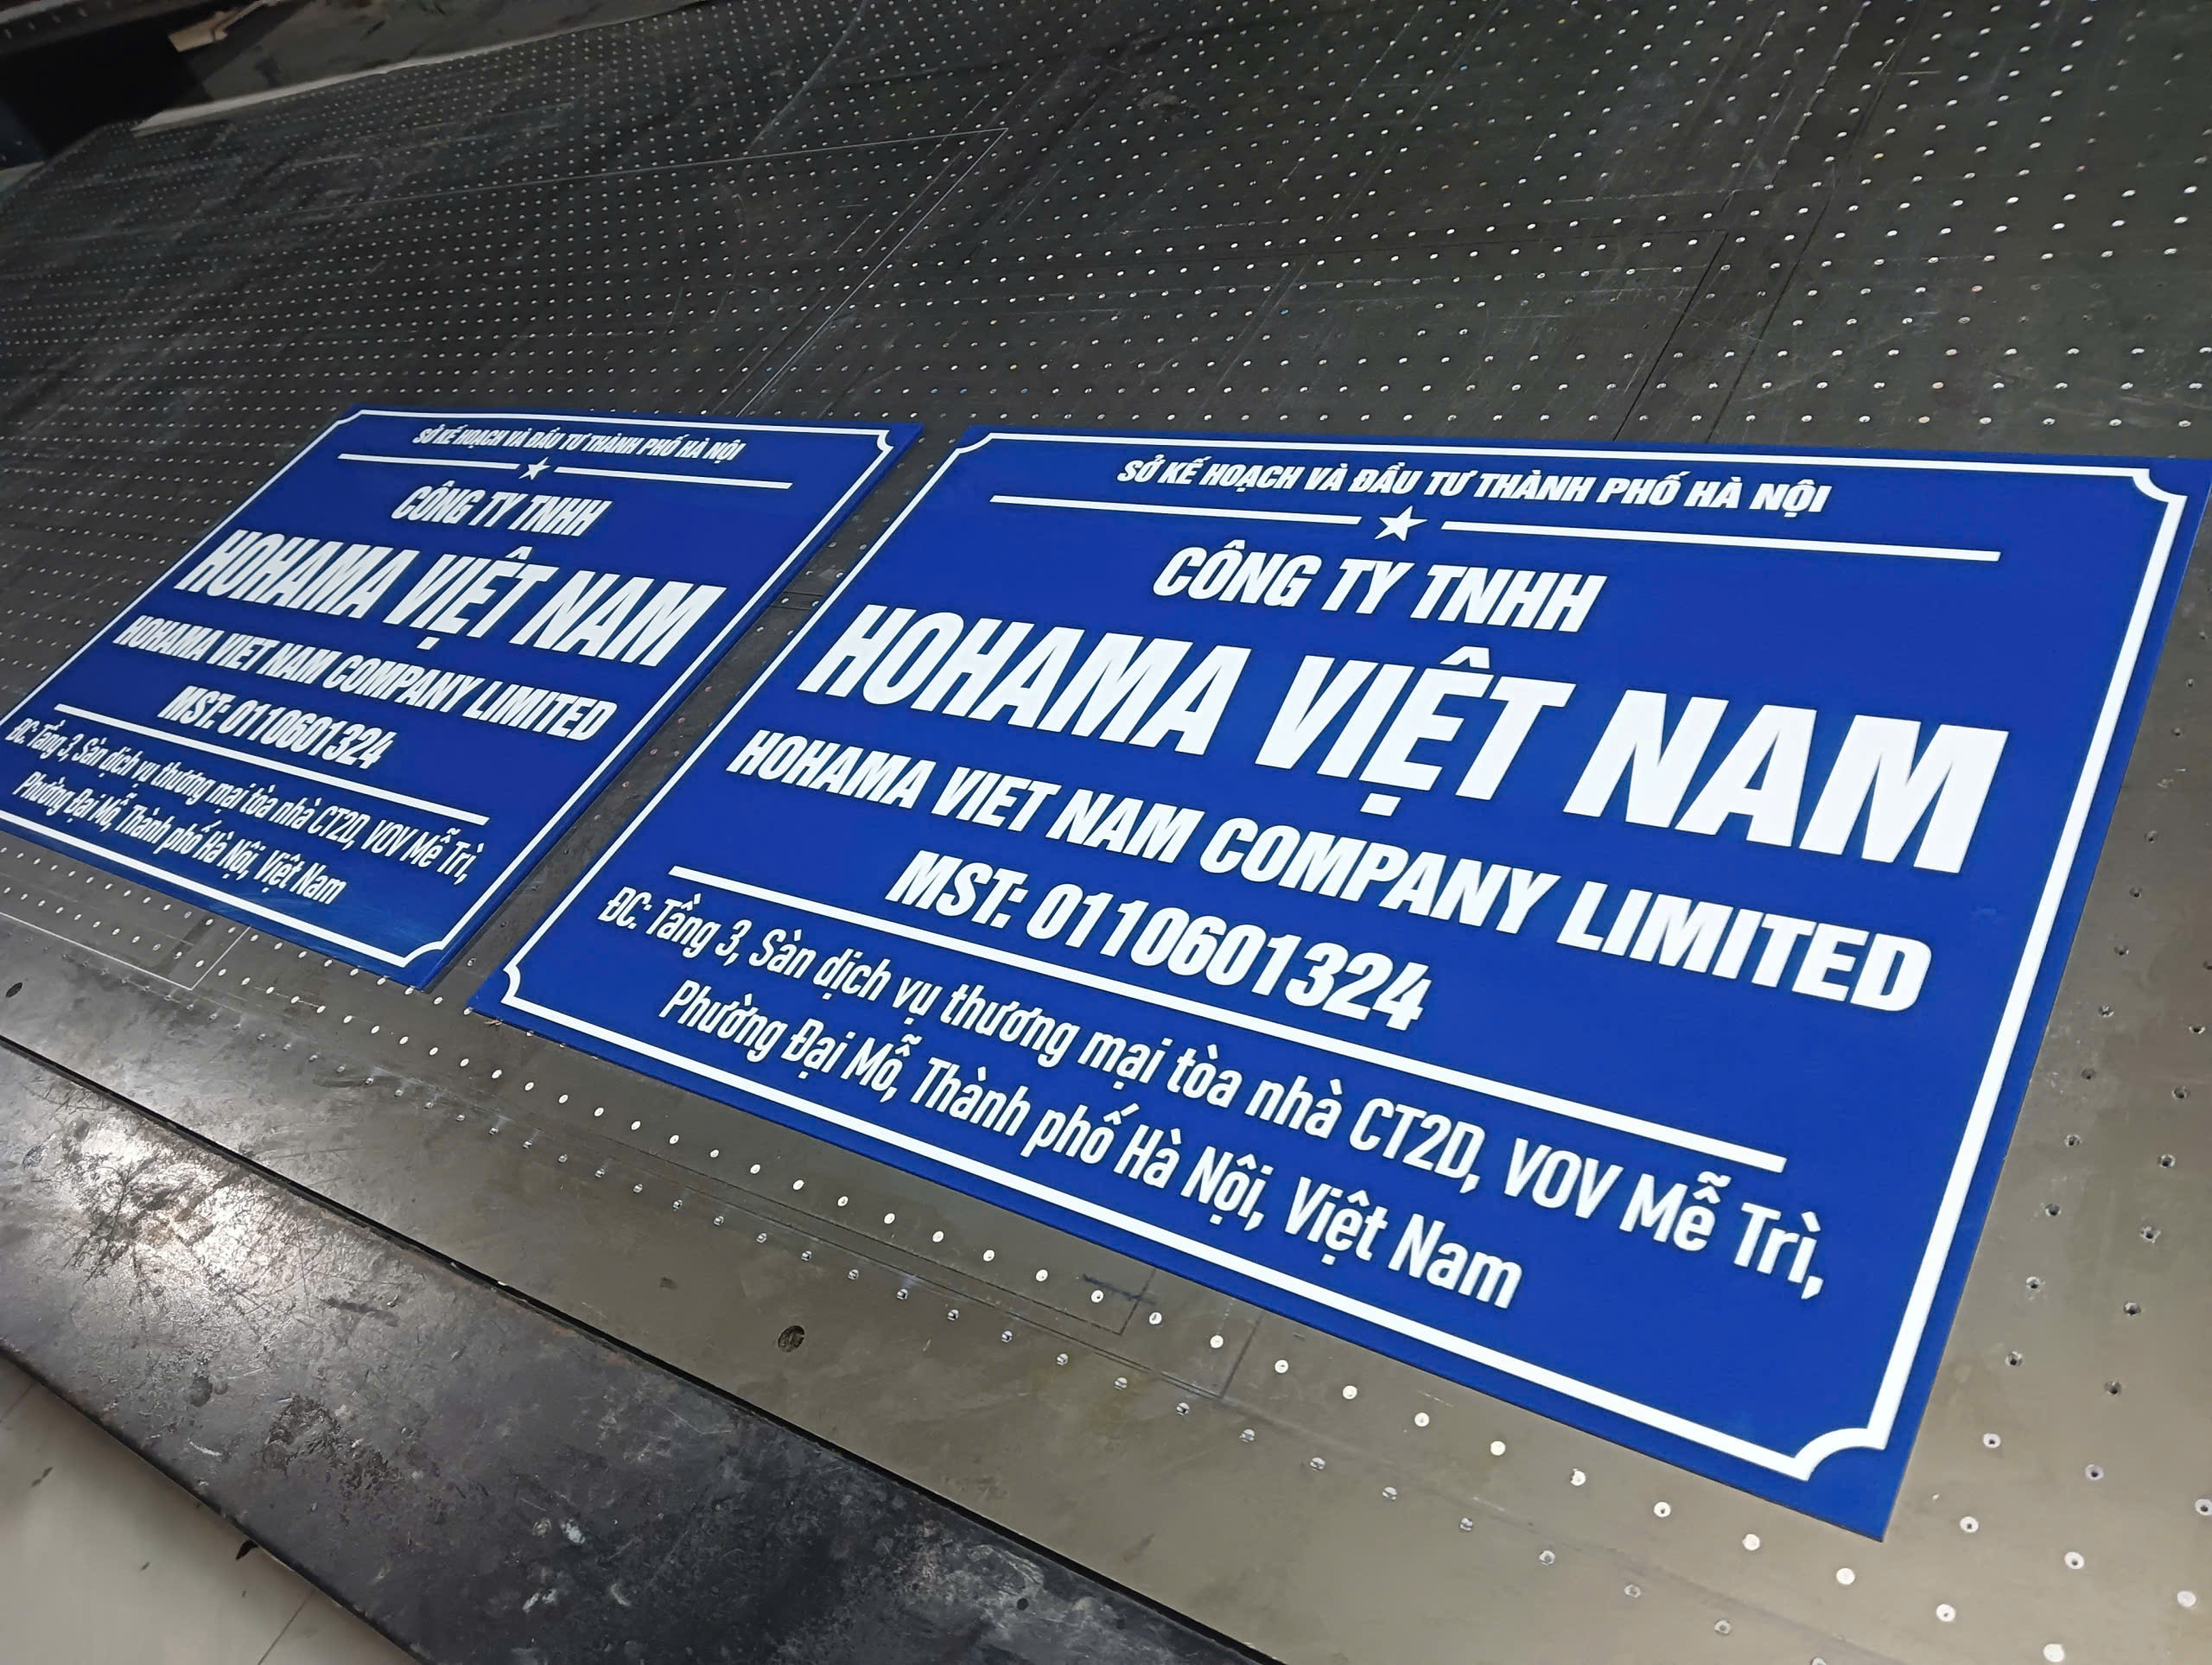 SỞ KẾ HOẠCH VÀ ĐẦU TƯ THÀNH PHỐ HÀ NỘI
CÔNG TY TNHH
HOHAMA VIỆT NAM
HOHAMA VIET NAM COMPANY LIMITED
MST: 0110601324
ĐC: Tầng 3, Sàn dịch vụ thương mại tòa nhà CT2D, VOV Mễ Trì,
Phường Đại Mỗ, Thành phố Hà Nội, Việt Nam
SỞ KẾ HOẠCH VÀ ĐẦU TƯ THÀNH PHỐ HÀ NỘI
CÔNG TY TNHH
HOHAMA VIỆT NAM
HOHAMA VIET NAM COMPANY LIMITED
MST: 0110601324
ĐC: Tầng 3, Sàn dịch vụ thương mại tòa nhà CT2D, VOV Mễ Trì,
Phường Đại Mỗ, Thành phố Hà Nội, Việt Nam